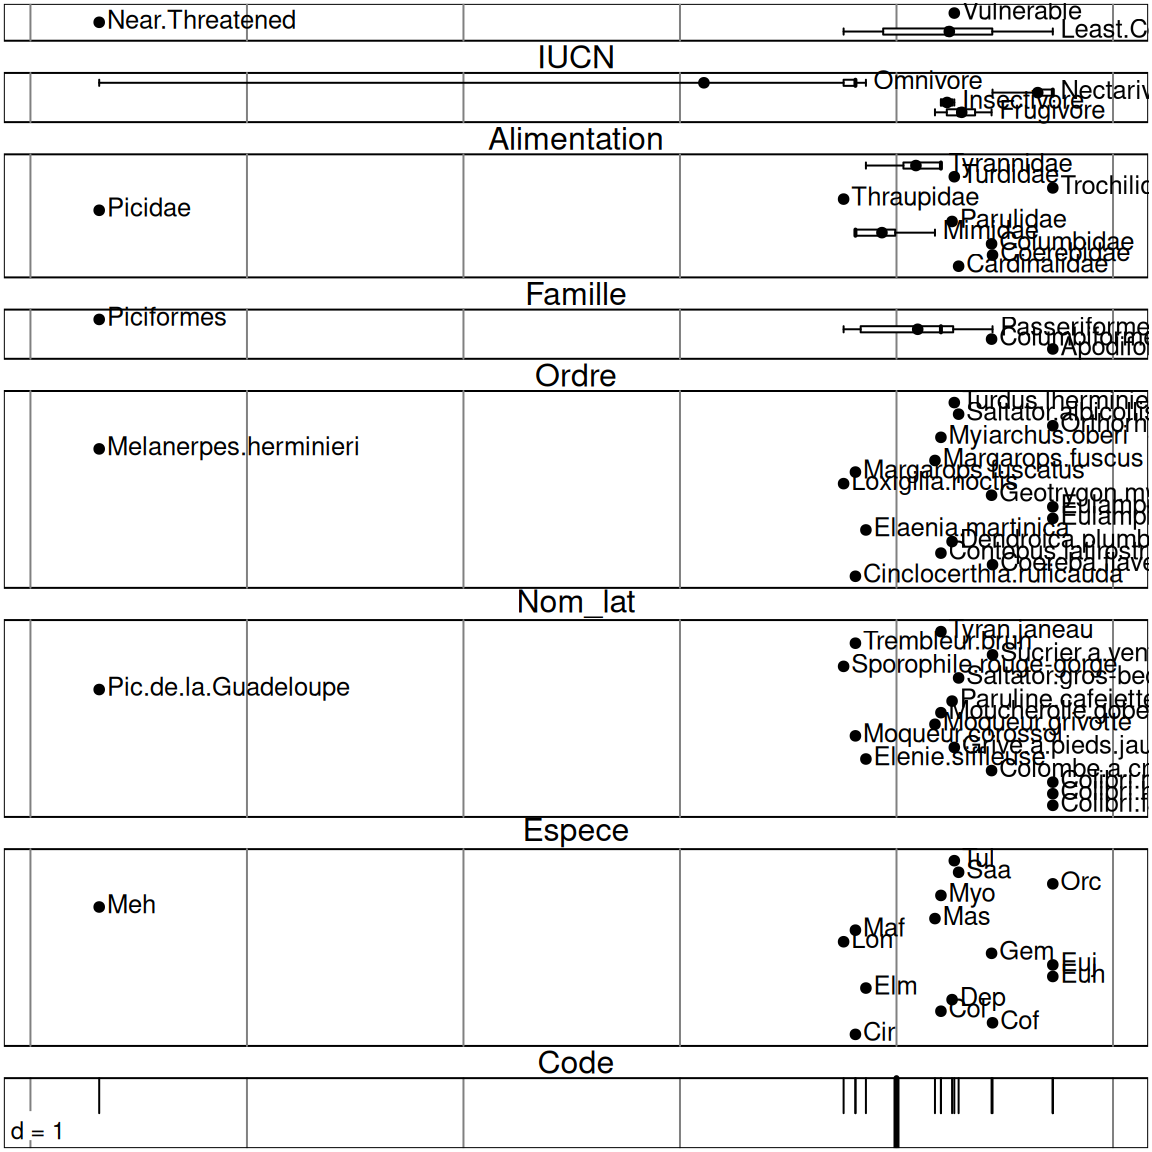 Near.Threatened
Vulnerable
Least.C
IUCN
Omnivore
Nectariv
Insectivore
Frugivore
Alimentation
Tyrannidae
Turdidae
Trochilid
Thraupidae
Picidae
Parulidae
Mimidae
Columbidae
Coerebidae
Cardinalidae
Famille
Piciformes
Passeriforme
Columbiforme
Apodifo
Ordre
Turdus.lherminie
Saltator.albicollis
Orthorh
Myiarchus.oberi
Melanerpes.herminieri
Margarops.fuscus
Margarops.fuscatus
Loxigilla.noctis
Geotrygon.my
Eulamp
Eulamp
Elaenia.martinica
Dendroica.plumb
Contopus.latirostr
Coereba.flave
Cinclocerthia.ruficauda
Nom_lat
Tyran.janeau
Trembleur.brun
Sucrier.a.ven
Sporophile.rouge-gorge
Saltator.gros-bec
Pic.de.la.Guadeloupe
Paruline.cafeiette
Moucherolle.gobe
Moqueur.grivotte
Moqueur.corossol
Grive.a.pieds.jau
Elenie.siffleuse
Colombe.a.cr
Colibri.
Colibri.
Colibri.f
Espece
Tul
Saa
Orc
Myo
Meh
Mas
Maf
Lon
Gem
Euj
Euh
Elm
Dep
Col
Cof
Cir
Code
d = 1